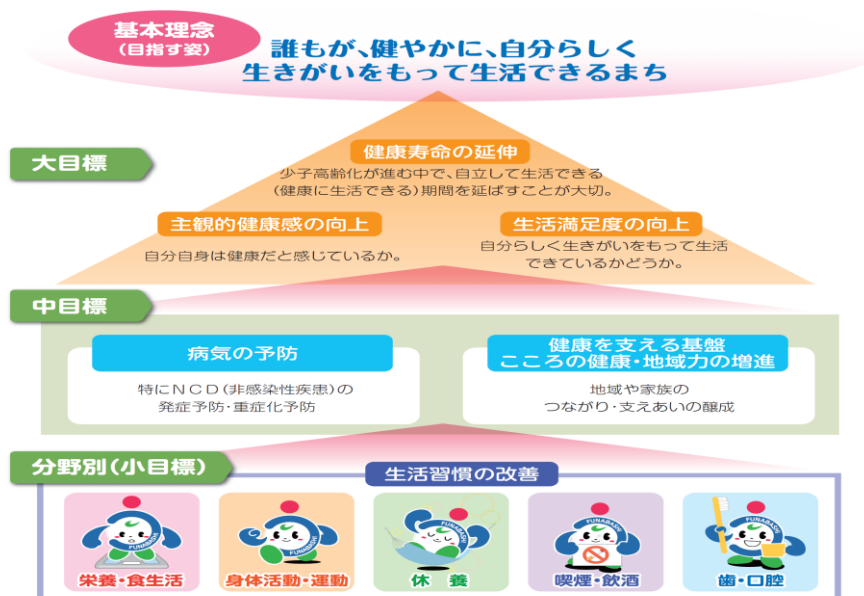 基本理念
(目指す姿)
誰もが、健やかに、自分らしく
生きがいをもって生活できるまち
大目標
健康寿命の延伸
少子高齢化が進む中で、自立して生活できる
(健康に生活できる)期間を延ばすことが大切。
主観的健康感の向上
自分自身は健康だと感じているか。
生活満足度の向上
自分らしく生きがいをもって生活
できているかどうか。
中目標
病気の予防
特にNCD(非感染性疾患)の
発症予防・重症化予防
健康を支える基盤
こころの健康・地域力の増進
地域や家族の
つながり・支えあいの醸成
分野別(小目標)
生活習慣の改善
FUNABASHI
栄養・食生活
FUNABASHI
身体活動・運動
FUNABASHI
休養
FUNABASHI
喫煙・飲酒
FUNABASHI
歯・口腔